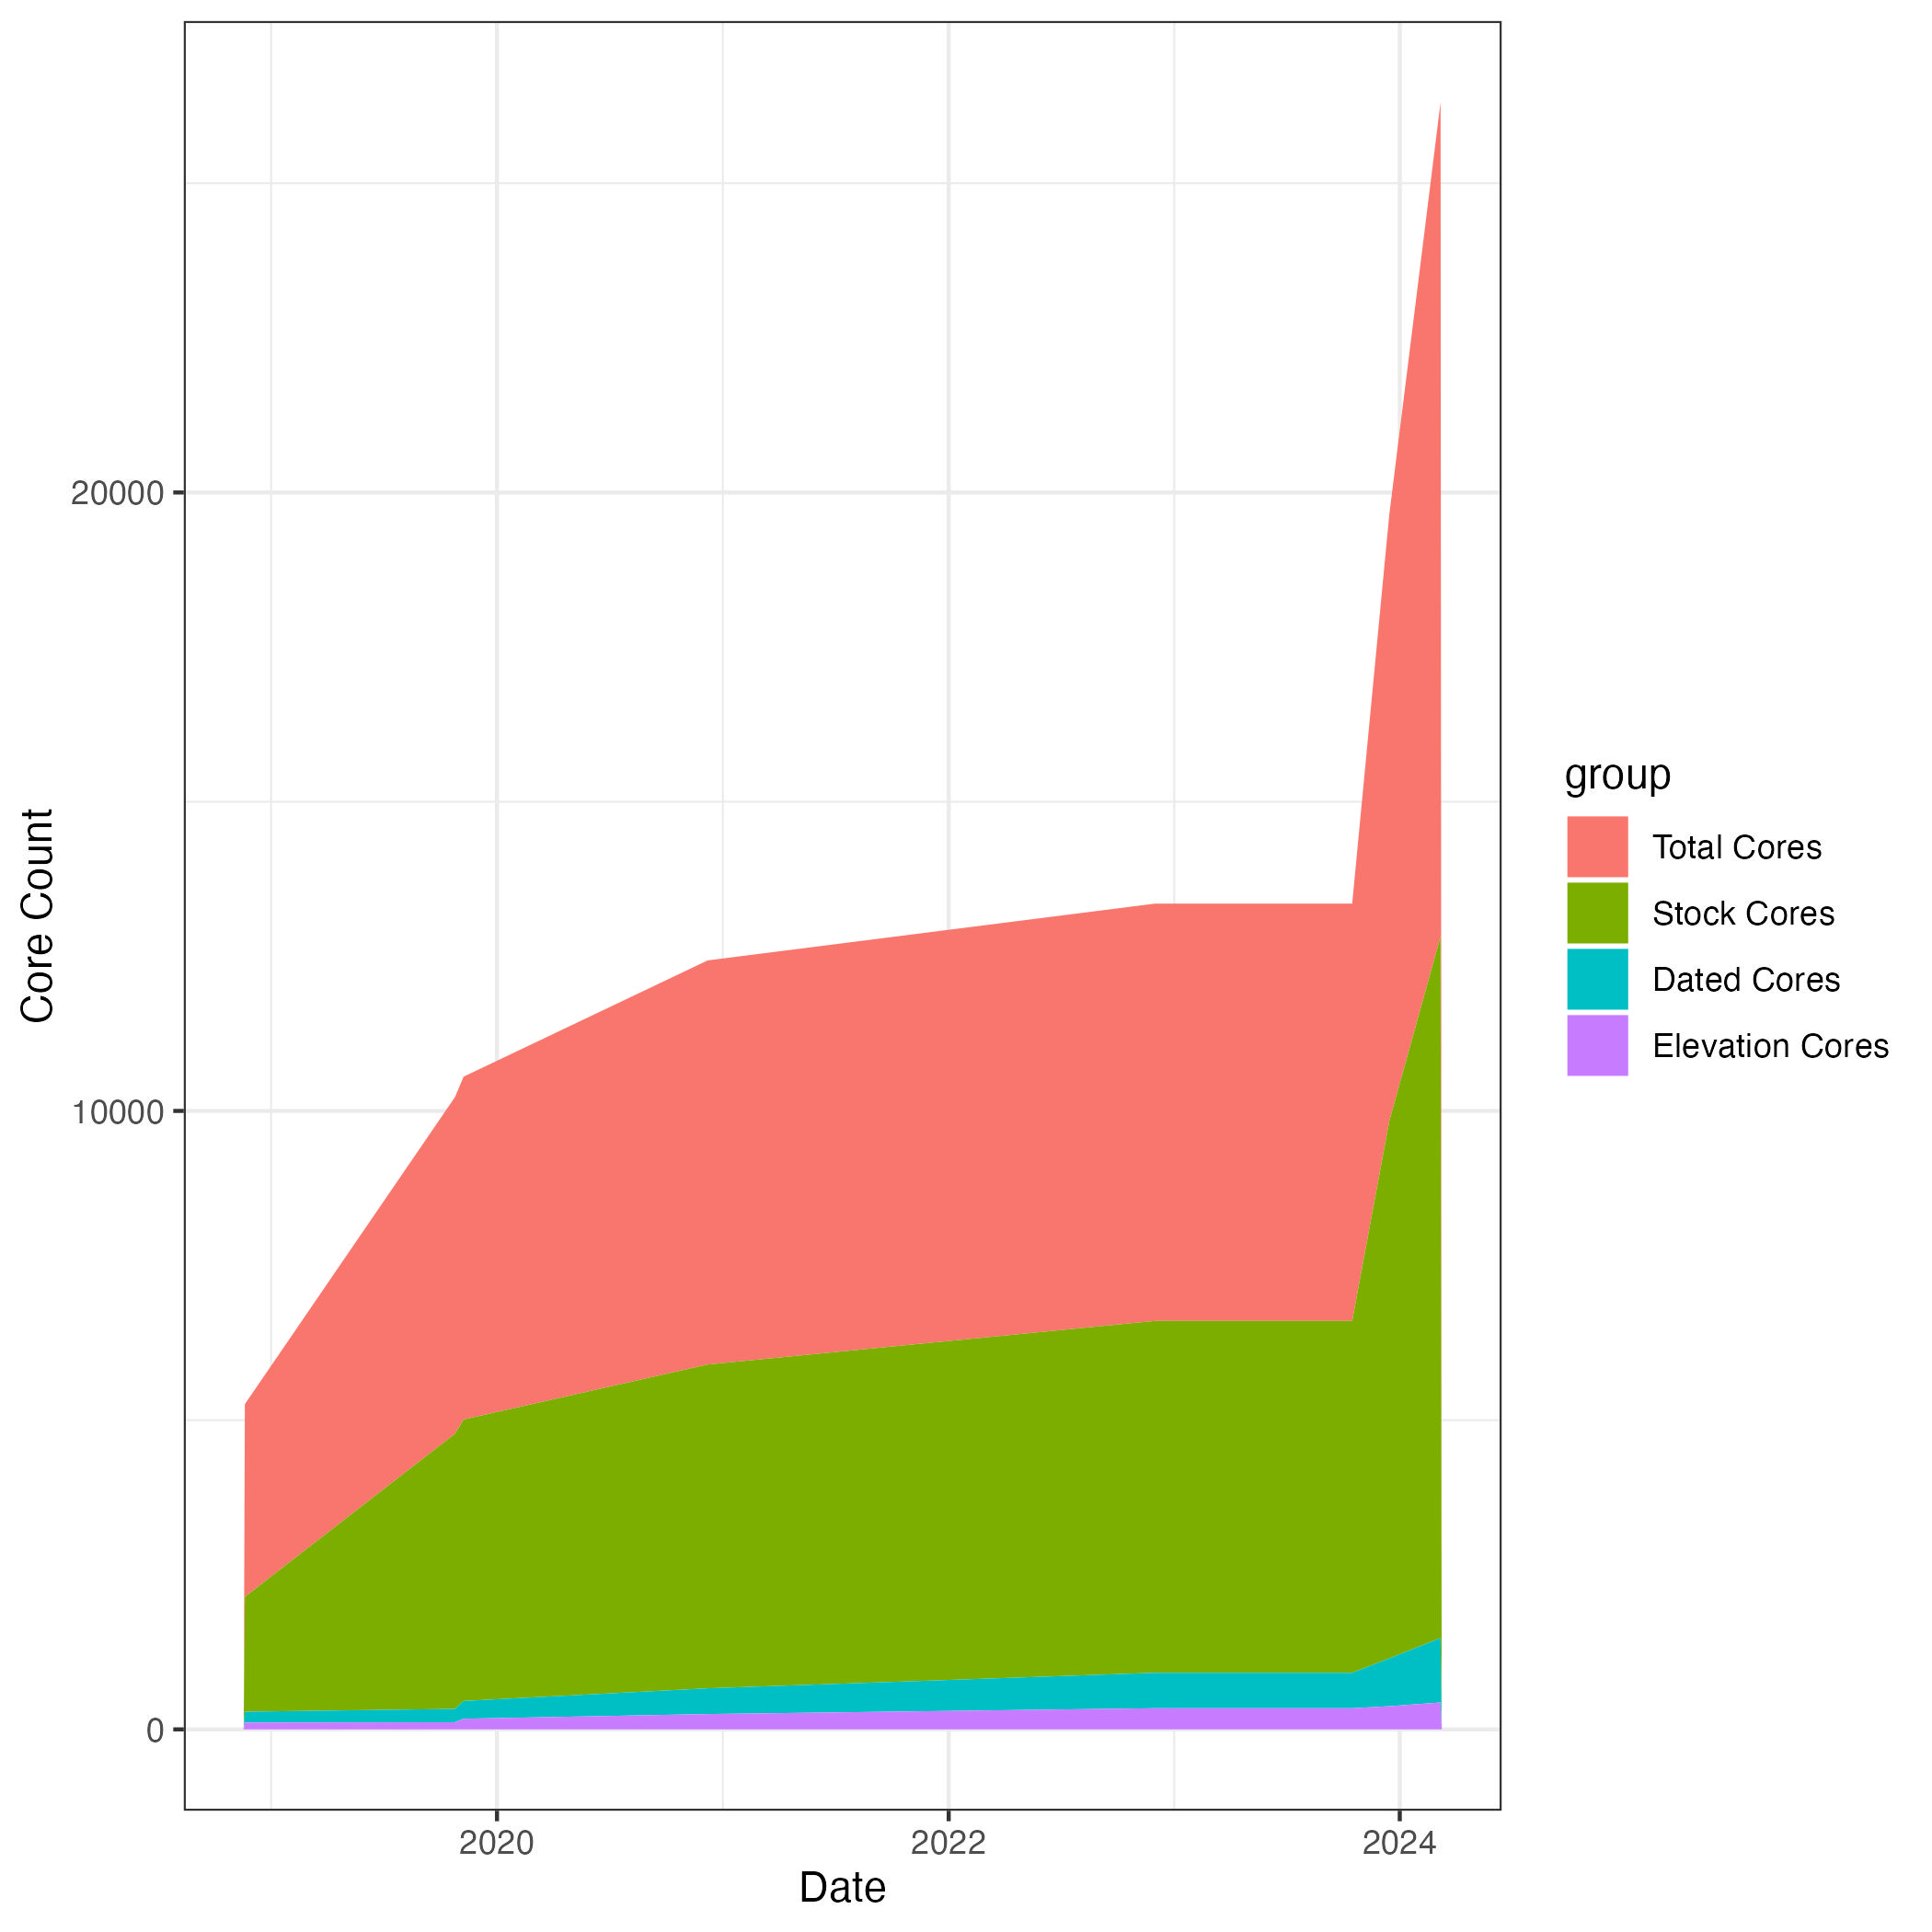 Core Count
20000
10000
0
2020
2022
2024
Date
group
Total Cores
Stock Cores
Dated Cores
Elevation Cores